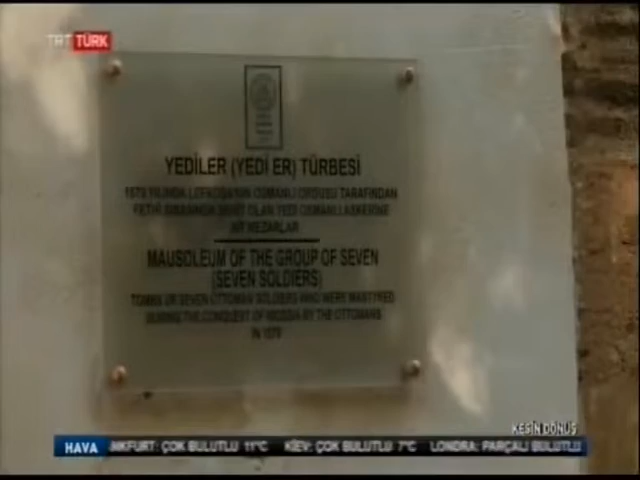 TRT TÜRK
YEDİLER (YEDİ ER) TÜRBESİ
1570 YILINDA LEFKOŞA'NIN OSMANLI ORDUSU TARAFINDAN
FETHİ SIRASINDA ŞEHİT OLAN YEDİ OSMANLI ASKERİNE
AİT MEZARLAR
MAUSOLEUM OF THE GROUP OF SEVEN
(SEVEN SOLDIERS)
TOMBS OF SEVEN OTTOMAN SOLDIERS WHO WERE MARTYRED
DURING THE CONQUEST OF NICOSIA BY THE OTTOMANS
IN 1570
KESİN DÖNÜŞ
HAVA ANKFURT: ÇOK BULUTLU 11°C KİEV: ÇOK BULUTLU 7°C LONDRA: PARÇALI BULUTLU